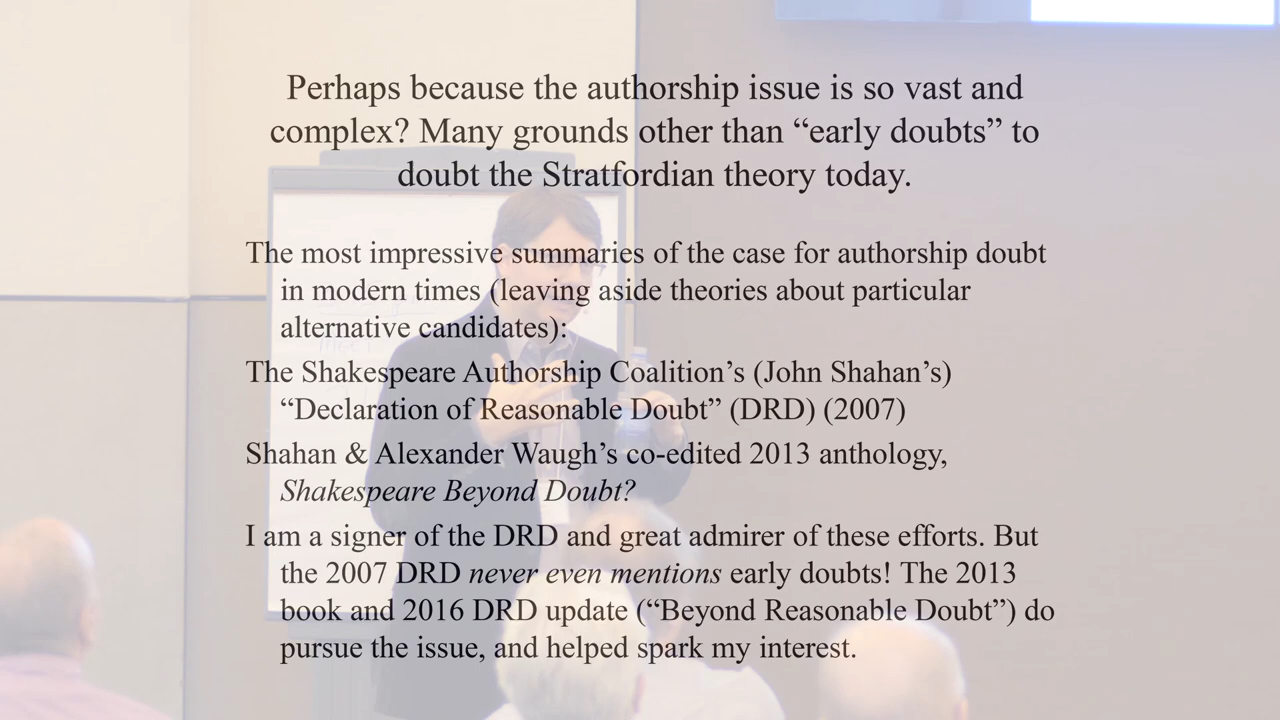 Perhaps because the authorship issue is so vast and
complex? Many grounds other than “early doubts” to
doubt the Stratfordian theory today.
The most impressive summaries of the case for authorship doubt
in modern times (leaving aside theories about particular
alternative candidates):
The Shakespeare Authorship Coalition’s (John Shahan’s)
“Declaration of Reasonable Doubt” (DRD) (2007)
Shahan & Alexander Waugh’s co-edited 2013 anthology,
Shakespeare Beyond Doubt?
I am a signer of the DRD and great admirer of these efforts. But
the 2007 DRD never even mentions early doubts! The 2013
book and 2016 DRD update (“Beyond Reasonable Doubt”) do
pursue the issue, and helped spark my interest.